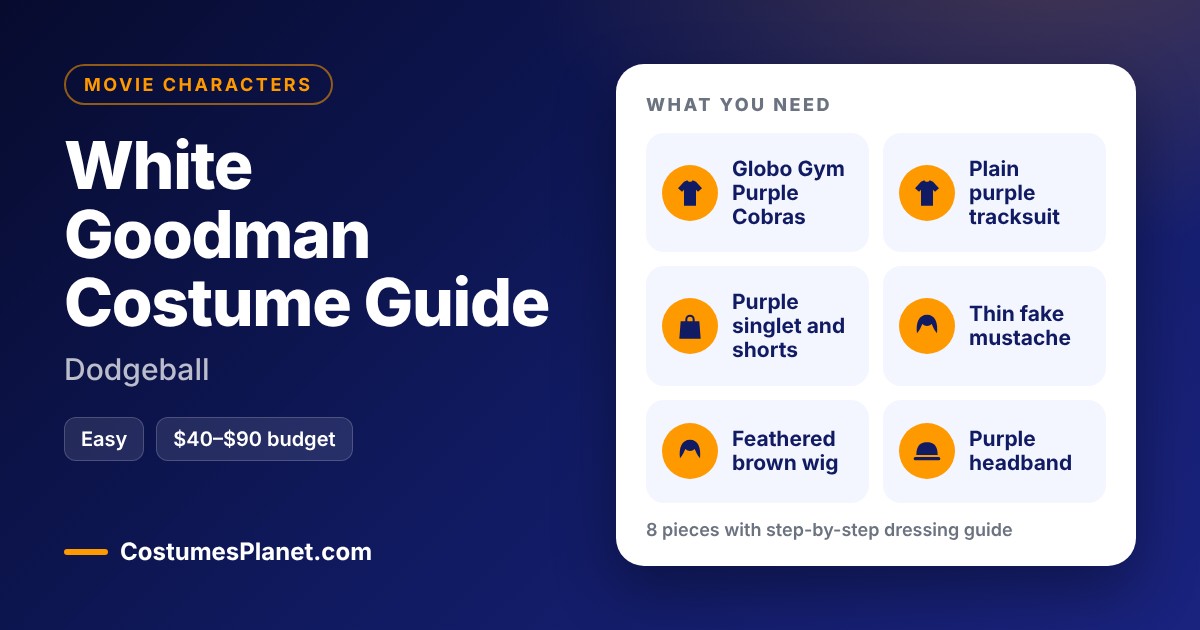 MOVIE CHARACTERS
White
Goodman
Costume Guide
Dodgeball
Easy
$40–$90 budget
CostumesPlanet.com
WHAT YOU NEED
Globo Gym
Purple
Cobras
Plain
purple
tracksuit
Purple
singlet and
shorts
Thin fake
mustache
Feathered
brown wig
Purple
headband
8 pieces with step-by-step dressing guide